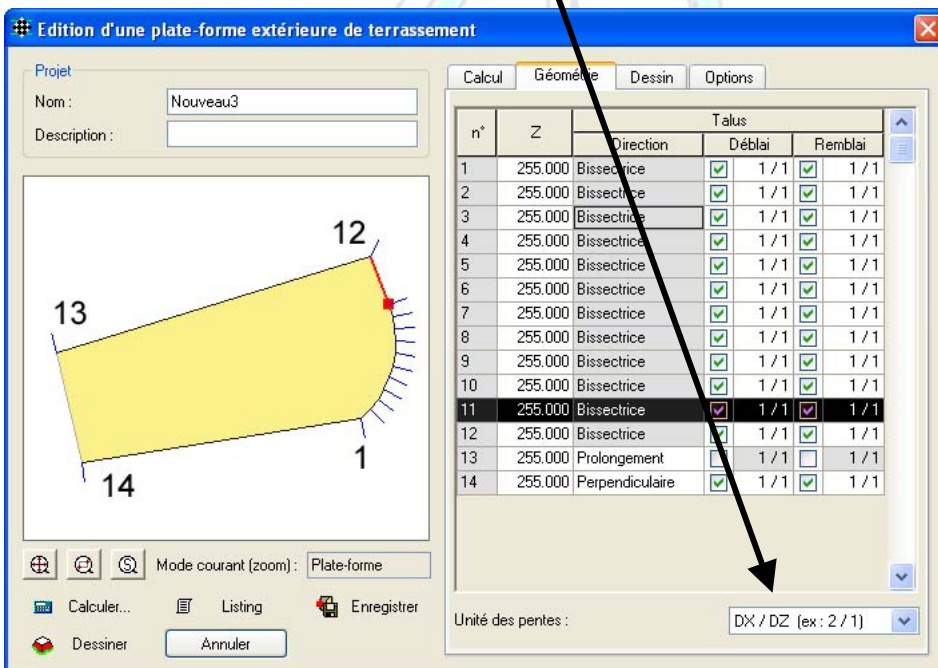 Edition d'une plate-forme extérieure de terrassement
Projet
Nom : Nouveau3
Description :
Calcul Géométrie Dessin Options
n° Z Talus
Direction Déblai Remblai
1 255.000 Bissectrice 1 / 1 1 / 1
2 255.000 Bissectrice 1 / 1 1 / 1
3 255.000 Bissectrice 1 / 1 1 / 1
4 255.000 Bissectrice 1 / 1 1 / 1
5 255.000 Bissectrice 1 / 1 1 / 1
6 255.000 Bissectrice 1 / 1 1 / 1
7 255.000 Bissectrice 1 / 1 1 / 1
8 255.000 Bissectrice 1 / 1 1 / 1
9 255.000 Bissectrice 1 / 1 1 / 1
10 255.000 Bissectrice 1 / 1 1 / 1
11 255.000 Bissectrice 1 / 1 1 / 1
12 255.000 Bissectrice 1 / 1 1 / 1
13 255.000 Prolongement 1 / 1 1 / 1
14 255.000 Perpendiculaire 1 / 1 1 / 1
12
13
1
14
Mode courant (zoom) : Plate-forme
Calculer... Listing Enregistrer
Dessiner Annuler
Unité des pentes : DX / DZ (ex : 2 / 1)